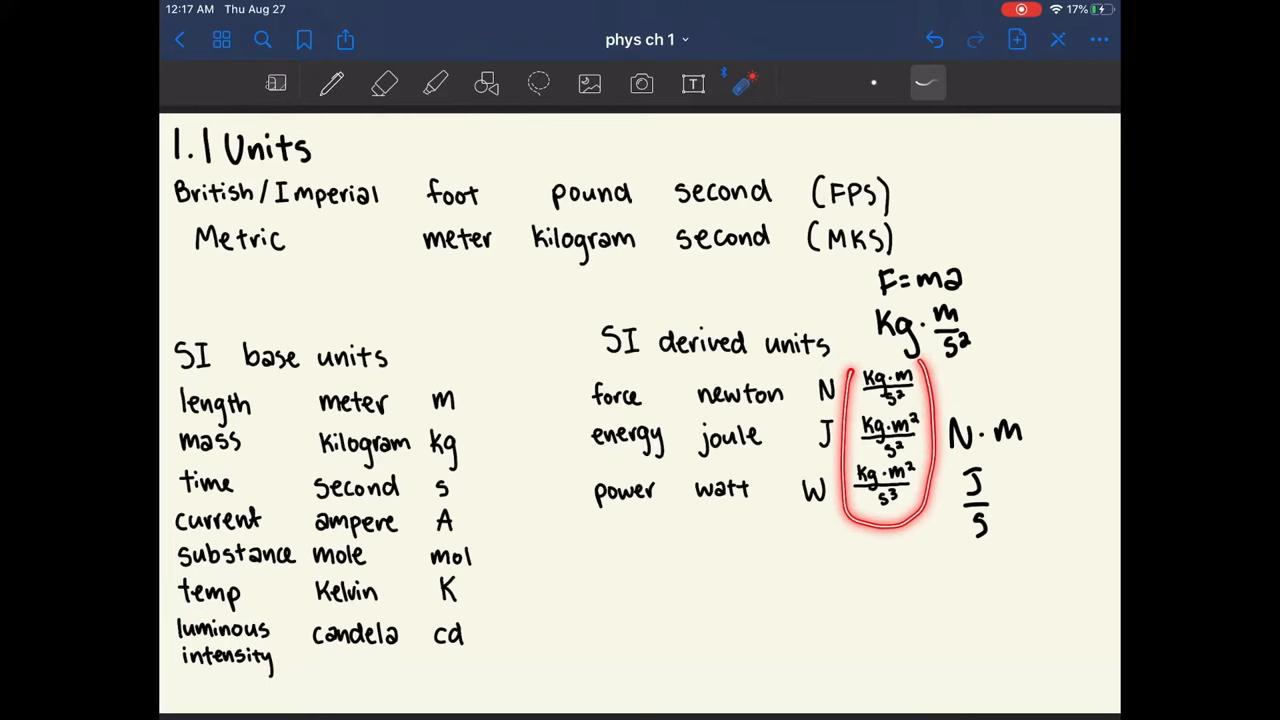 12:17 AM Thu Aug 27
17%
phys ch 1
T
1.1 Units
British/Imperial foot pound second (FPS)
Metric meter kilogram second (MKS)
F=ma
kg · m/s²
SI base units
length meter m
mass kilogram kg
time second s
current ampere A
substance mole mol
temp Kelvin K
luminous intensity candela cd
SI derived units
force newton N kg·m/s²
energy joule J kg·m²/s² N·m
power watt W kg·m²/s³ J/s